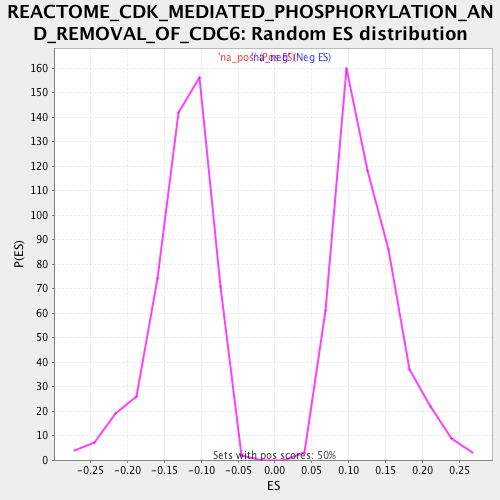 REACTOME_CDK_MEDIATED_PHOSPHORYLATION_AN
D_REMOVAL_OF_CDC6: Random ES distribution
'na_pos' (Pos ES)
'na_neg' (Neg ES)
160
150
140
130
120
110
100
90
80
70
60
50
40
30
20
10
0
P(ES)
Sets with pos scores: 50%
-0.25 -0.20 -0.15 -0.10 -0.05 0.00 0.05 0.10 0.15 0.20 0.25
ES